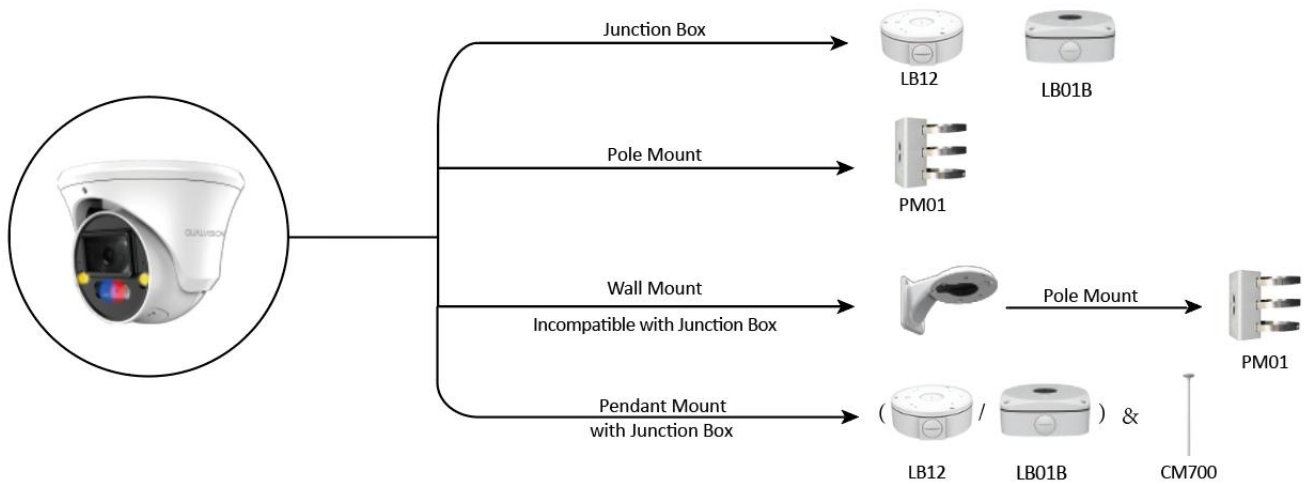 Junction Box
LB12
LB01B
Pole Mount
PM01
Wall Mount
Incompatible with Junction Box
Pole Mount
PM01
Pendant Mount
with Junction Box
( / ) &
LB12
LB01B
CM700